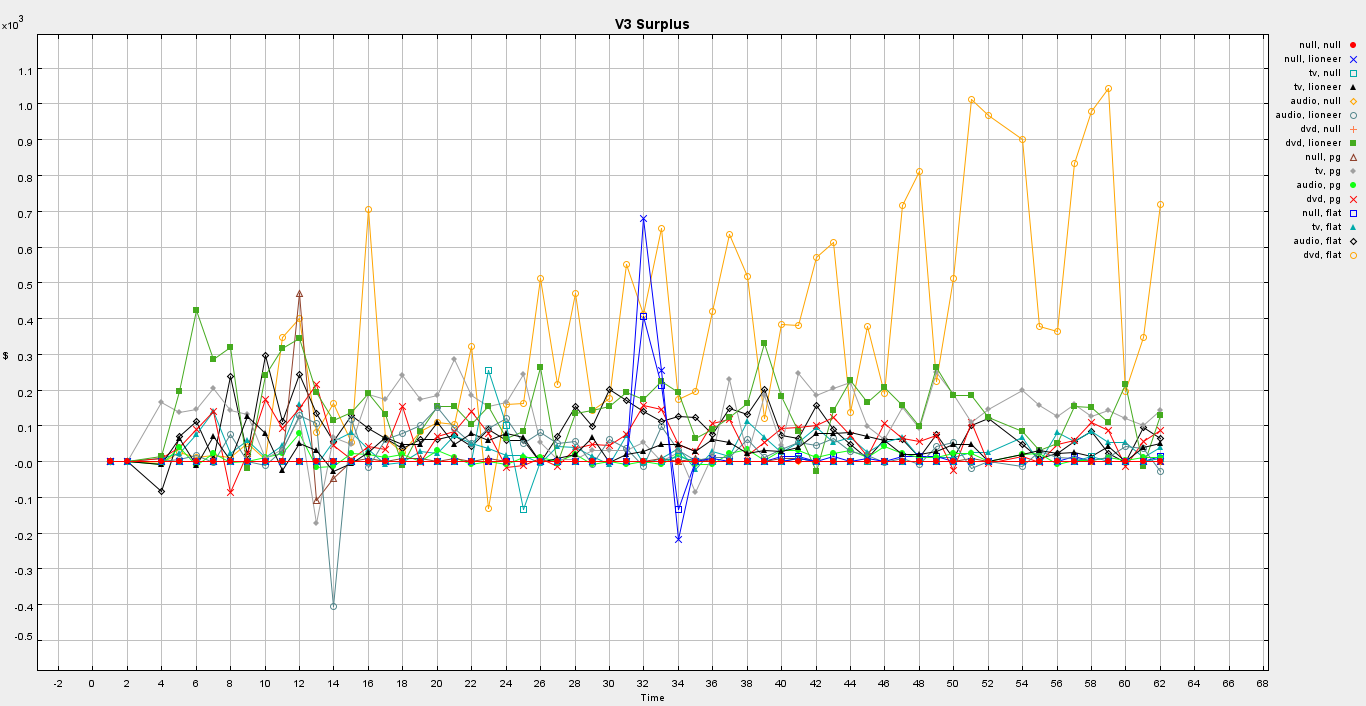 V3 Surplus
x10^3
1.1
1.0
0.9
0.8
0.7
0.6
0.5
0.4
0.3
$
0.2
0.1
-0.0
-0.1
-0.2
-0.3
-0.4
-0.5
-2 0 2 4 6 8 10 12 14 16 18 20 22 24 26 28 30 32 34 36 38 40 42 44 46 48 50 52 54 56 58 60 62 64 66 68
Time
null, null
null, lioneer
tv, null
tv, lioneer
audio, null
audio, lioneer
dvd, null
dvd, lioneer
null, pg
tv, pg
audio, pg
dvd, pg
null, flat
tv, flat
audio, flat
dvd, flat